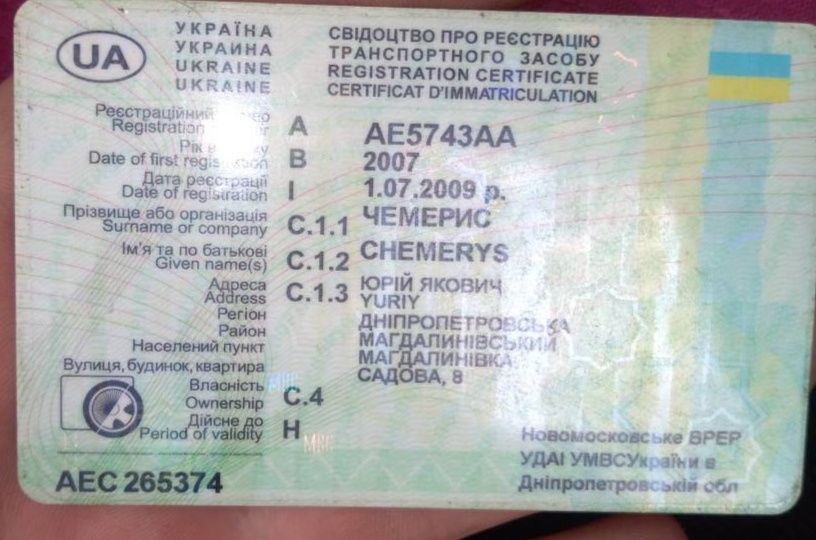 UA
УКРАЇНА
УКРАИНА
UKRAINE
UKRAINE
СВІДОЦТВО ПРО РЕЄСТРАЦІЮ
ТРАНСПОРТНОГО ЗАСОБУ
REGISTRATION CERTIFICATE
CERTIFICAT D'IMMATRICULATION
Реєстраційний
Registration
A AE5743AA
Рік
Date of first
B 2007
Дата реєстрації
Date of registration
I 1.07.2009 р.
Прізвище або організація
Surname or company
C.1.1 ЧЕМЕРИС
CHEMERYS
Ім'я та по батькові
Given name(s)
C.1.2 ЮРІЙ ЯКОВИЧ
YURIY
Адреса
Address
C.1.3
Регіон
ДНІПРОПЕТРОВСЬКА
Район
МАГДАЛИНІВСЬКИЙ
Населений пункт
МАГДАЛИНІВКА
Вулиця, будинок, квартира
САДОВА, 8
Власність
Ownership
C.4
Дійсне до
Period of validity
H
Новомосковське ВРЕР
УДАІ УМВСУкраїни в
Дніпропетровській обл
АЕС 265374